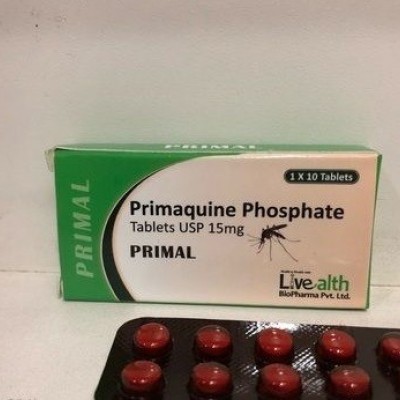 PRIMAL
PRIMAL
1 X 10 Tablets
Primaquine Phosphate
Tablets USP 15mg
PRIMAL
Livealth
BioPharma Pvt. Ltd.